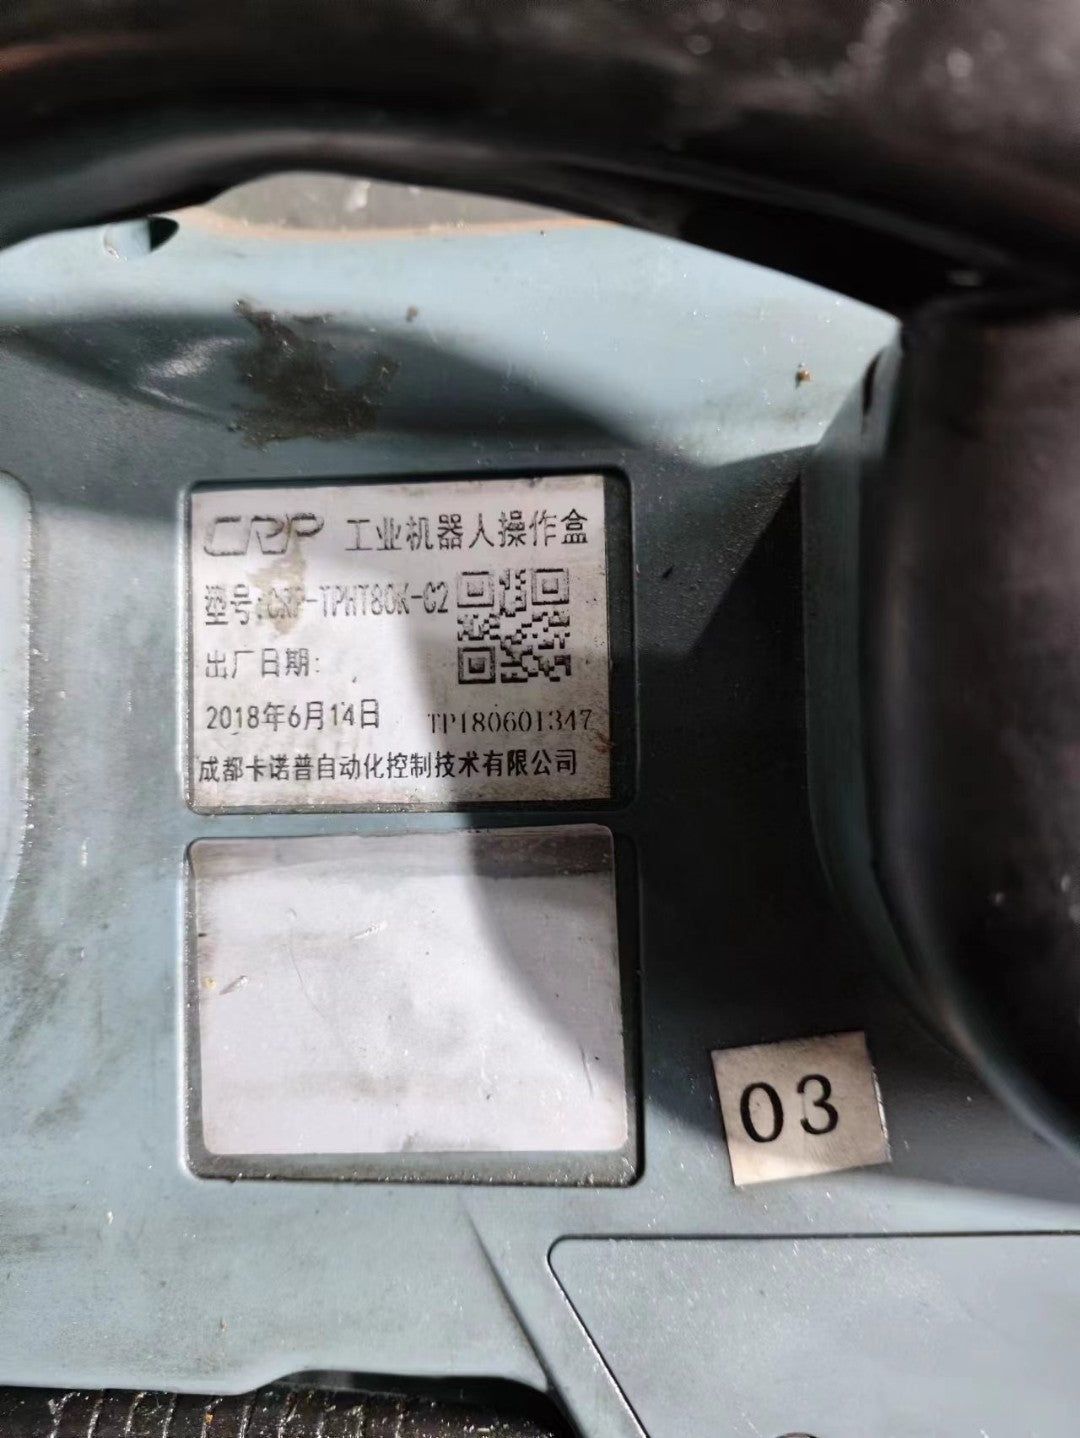 CRP 工业机器人操作盒
型号:CRP-TPHT80K-C2
出厂日期:
2018年6月14日 TP180601347
成都卡诺普自动化控制技术有限公司
03